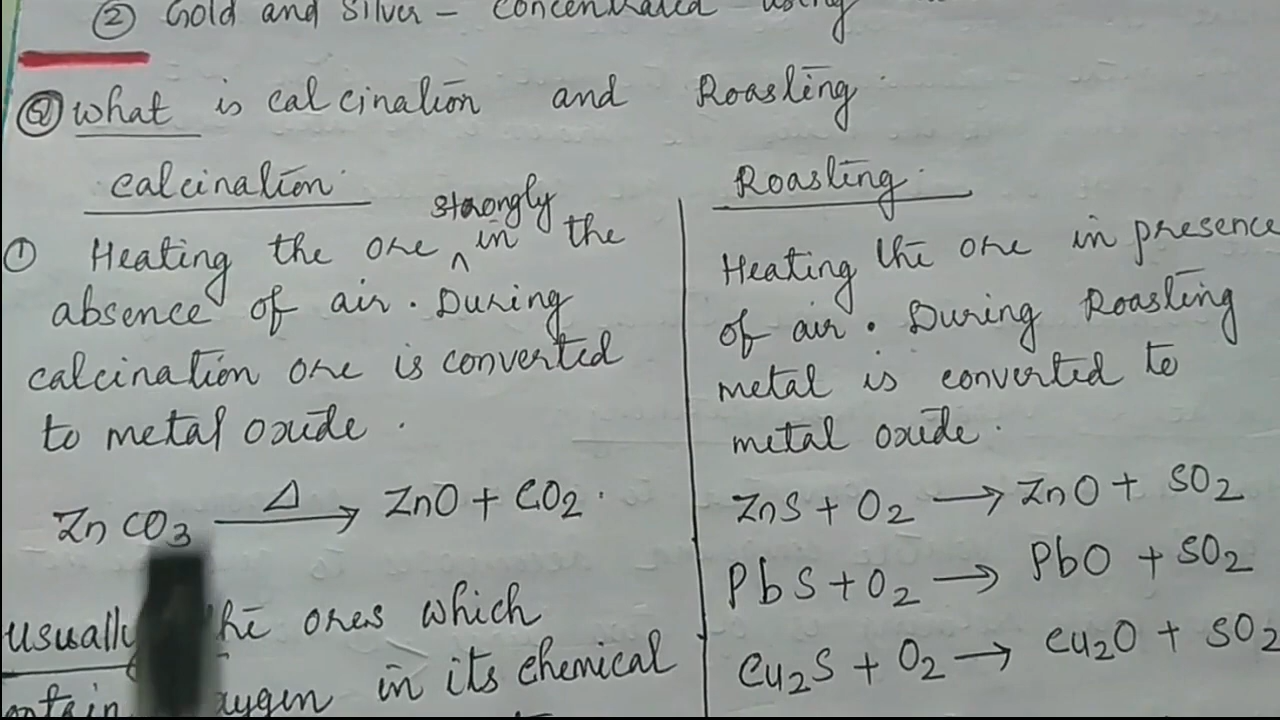 ② Gold and Silver - Concentrated using
Q What is calcination and Roasting
calcination
① Heating the ore ^ strongly in the
absence of air. During
calcination ore is converted
to metal oxide.
ZnCO3 —Δ→ ZnO + CO2.
usually the ores which
in its chemical
Roasting.
Heating the ore in presence
of air. During Roasting
metal is converted to
metal oxide.
ZnS + O2 → ZnO + SO2
PbS + O2 → PbO + SO2
Cu2S + O2 → Cu2O + SO2